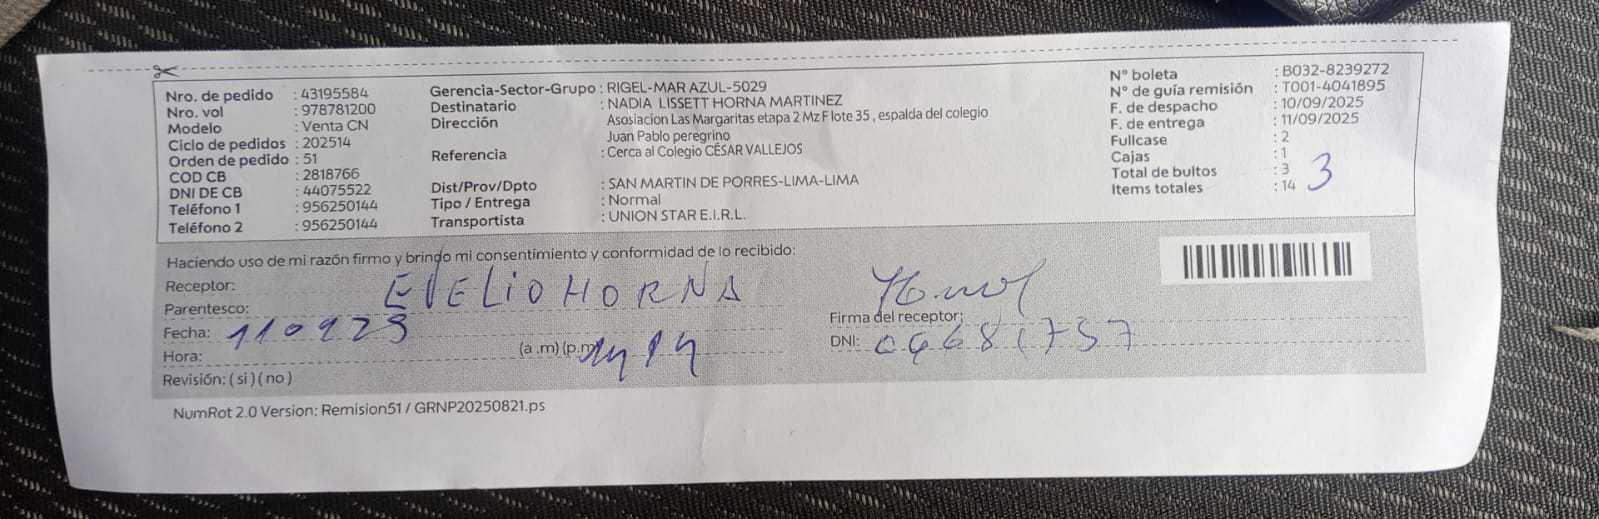 Nro. de pedido : 43195584
Nro. vol : 978781200
Modelo : Venta CN
Ciclo de pedidos : 202514
Orden de pedido : 51
COD CB : 2818766
DNI DE CB : 44075522
Teléfono 1 : 956250144
Teléfono 2 : 956250144
Gerencia-Sector-Grupo : RIGEL-MAR AZUL-5029
Destinatario : NADIA LISSETT HORNA MARTINEZ
Dirección : Asosiacion Las Margaritas etapa 2 Mz F lote 35 , espalda del colegio
Juan Pablo peregrino
Referencia : Cerca al Colegio CÉSAR VALLEJOS
Dist/Prov/Dpto : SAN MARTIN DE PORRES-LIMA-LIMA
Tipo / Entrega : Normal
Transportista : UNION STAR E.I.R.L.
N° boleta : B032-8239272
N° de guía remisión : T001-4041895
F. de despacho : 10/09/2025
F. de entrega : 11/09/2025
Fullcase : 2
Cajas : 1
Total de bultos : 3
Items totales : 14 3
Haciendo uso de mi razón firmo y brindo mi consentimiento y conformidad de lo recibido:
Receptor: EVELIO HORNA
Parentesco:
Fecha: 110925
Hora: (a .m) (p.m)
Revisión: ( si ) ( no )
Firma del receptor:
DNI:
NumRot 2.0 Version: Remision51 / GRNP20250821.ps